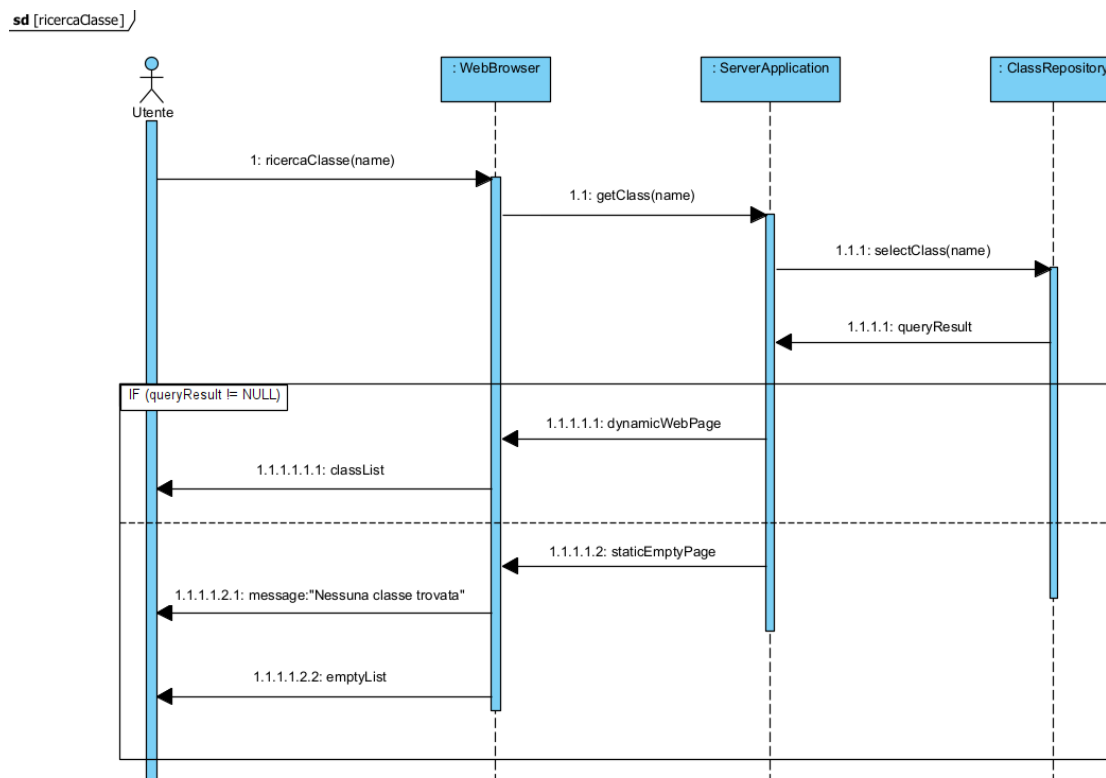 sd [ricercaClasse]
: WebBrowser
: ServerApplication
: ClassRepository
Utente
1: ricercaClasse(name)
1.1: getClass(name)
1.1.1: selectClass(name)
1.1.1.1: queryResult
IF (queryResult != NULL)
1.1.1.1.1: dynamicWebPage
1.1.1.1.1.1: classList
1.1.1.1.2: staticEmptyPage
1.1.1.1.2.1: message:"Nessuna classe trovata"
1.1.1.1.2.2: emptyList